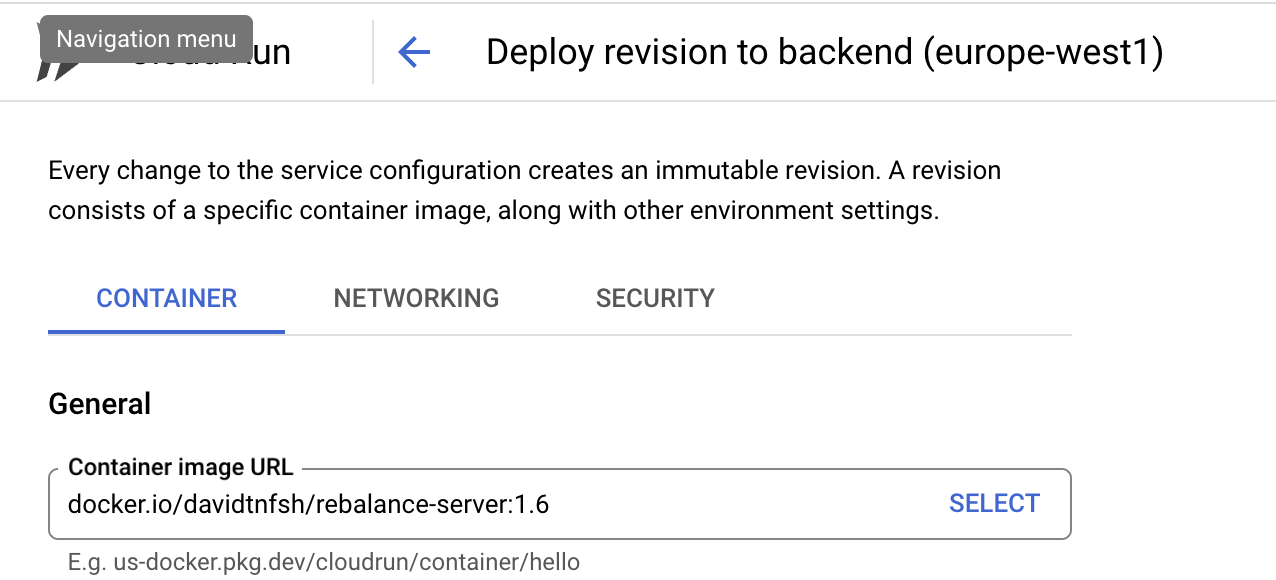 Navigation menu
Deploy revision to backend (europe-west1)
Every change to the service configuration creates an immutable revision. A revision
consists of a specific container image, along with other environment settings.
CONTAINER NETWORKING SECURITY
General
Container image URL
docker.io/davidtnfsh/rebalance-server:1.6 SELECT
E.g. us-docker.pkg.dev/cloudrun/container/hello